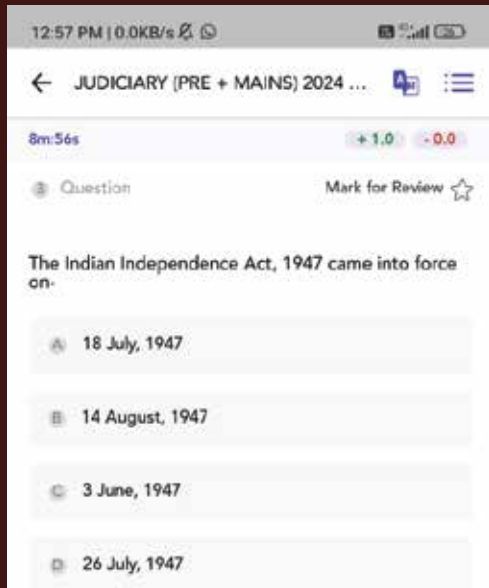 12:57 PM | 0.0KB/s
JUDICIARY (PRE + MAINS) 2024 ...
8m:56s + 1.0 - 0.0
3 Question Mark for Review
The Indian Independence Act, 1947 came into force
on-
A 18 July, 1947
B 14 August, 1947
C 3 June, 1947
D 26 July, 1947